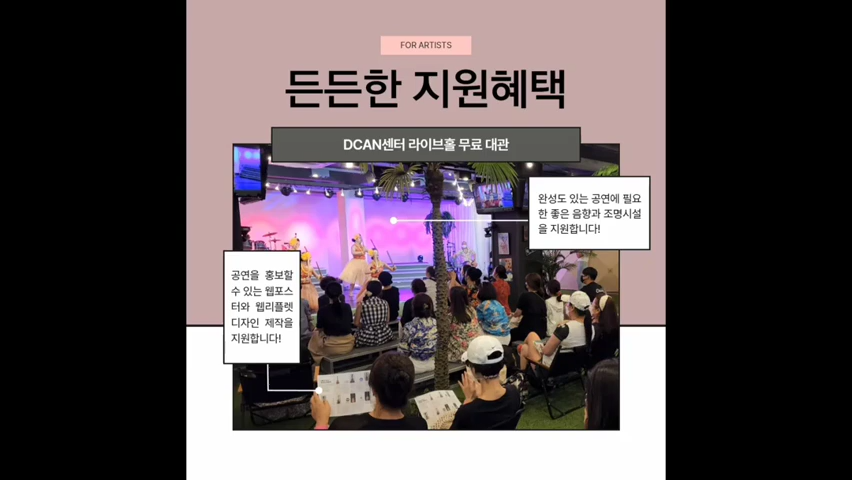 FOR ARTISTS
든든한 지원혜택
DCAN센터 라이브홀 무료 대관
완성도 있는 공연에 필요
한 좋은 음향과 조명시설
을 지원합니다!
공연을 홍보할
수 있는 웹포스
터와 웹리플렛
디자인 제작을
지원합니다!